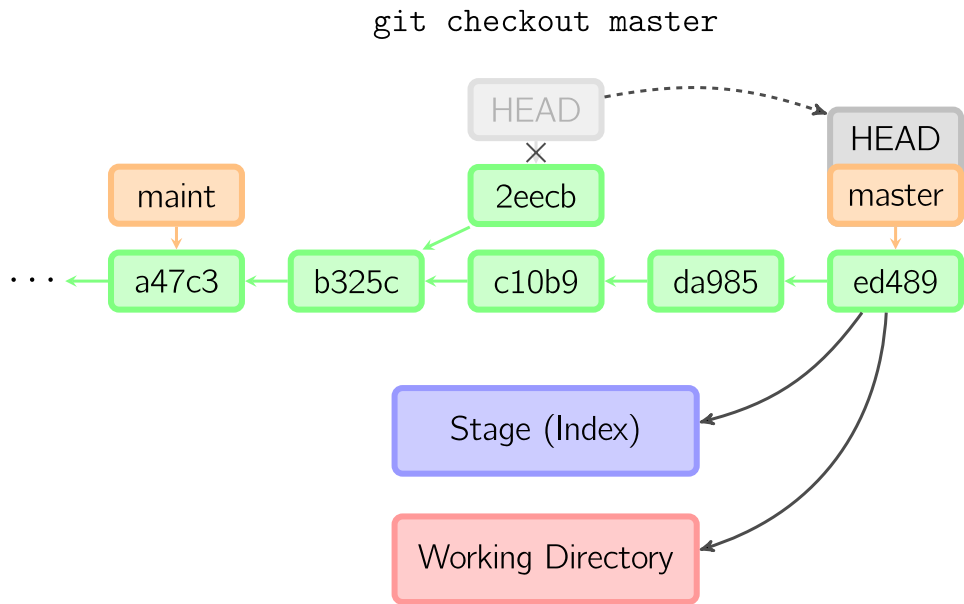 git checkout master
HEAD
HEAD
maint
2eecb
master
...
a47c3
b325c
c10b9
da985
ed489
Stage (Index)
Working Directory